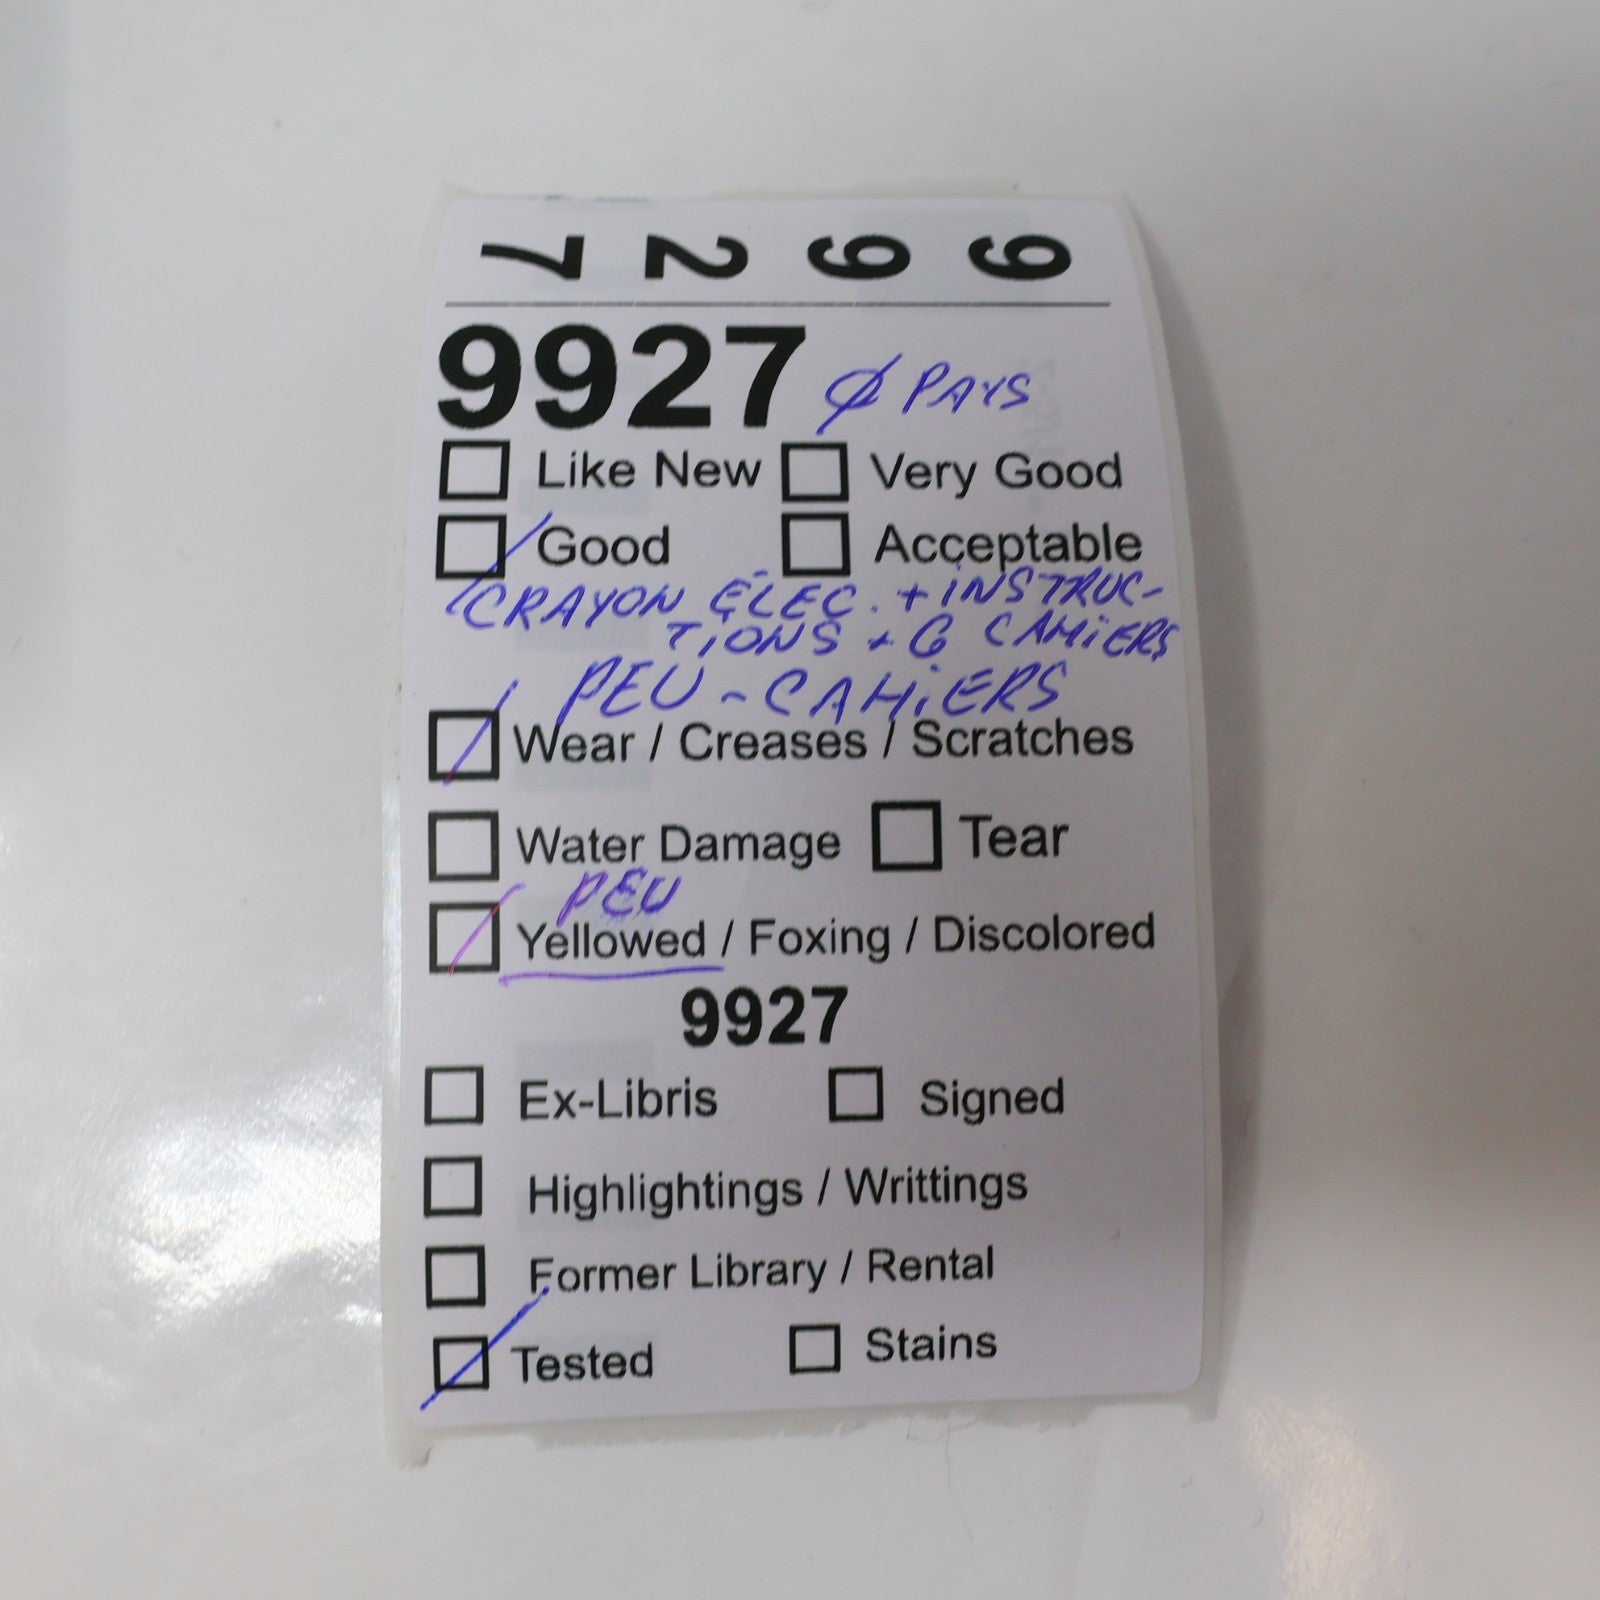 7 2 9 9
9927 Ø PAYS
Like New Very Good
Good Acceptable
CRAYON ÉLEC. + INSTRUC-
TIONS + 6 CAHIERS
PEU - CAHIERS
Wear / Creases / Scratches
Water Damage Tear
PEU
Yellowed / Foxing / Discolored
9927
Ex-Libris Signed
Highlightings / Writtings
Former Library / Rental
Tested Stains